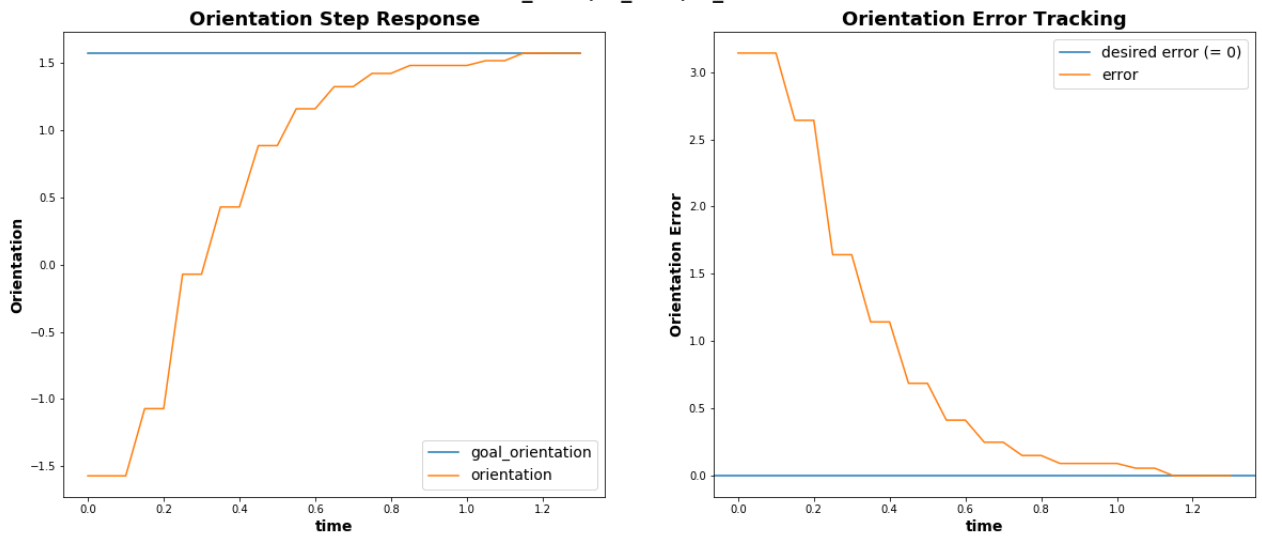 Orientation Step Response
1.5
1.0
0.5
0.0
−0.5
−1.0
−1.5
Orientation
goal_orientation
orientation
0.0 0.2 0.4 0.6 0.8 1.0 1.2
time
Orientation Error Tracking
desired error (= 0)
error
3.0
2.5
2.0
1.5
1.0
0.5
0.0
Orientation Error
0.0 0.2 0.4 0.6 0.8 1.0 1.2
time